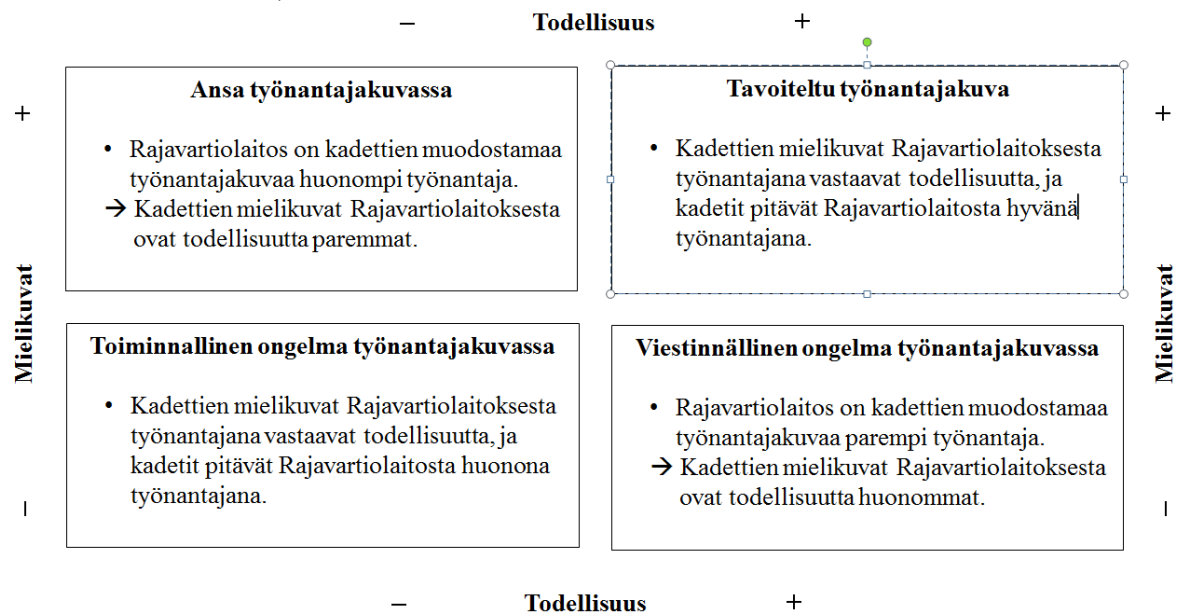 – Todellisuus +
Ansa työnantajakuvassa
• Rajavartiolaitos on kadettien muodostamaa
työnantajakuvaa huonompi työnantaja.
→ Kadettien mielikuvat Rajavartiolaitoksesta
ovat todellisuutta paremmat.
Tavoiteltu työnantajakuva
• Kadettien mielikuvat Rajavartiolaitoksesta
työnantajana vastaavat todellisuutta, ja
kadetit pitävät Rajavartiolaitosta hyvänä
työnantajana.
+
Mielikuvat
–
+
Mielikuvat
–
Toiminnallinen ongelma työnantajakuvassa
• Kadettien mielikuvat Rajavartiolaitoksesta
työnantajana vastaavat todellisuutta, ja
kadetit pitävät Rajavartiolaitosta huonona
työnantajana.
Viestinnällinen ongelma työnantajakuvassa
• Rajavartiolaitos on kadettien muodostamaa
työnantajakuvaa parempi työnantaja.
→ Kadettien mielikuvat Rajavartiolaitoksesta
ovat todellisuutta huonommat.
– Todellisuus +